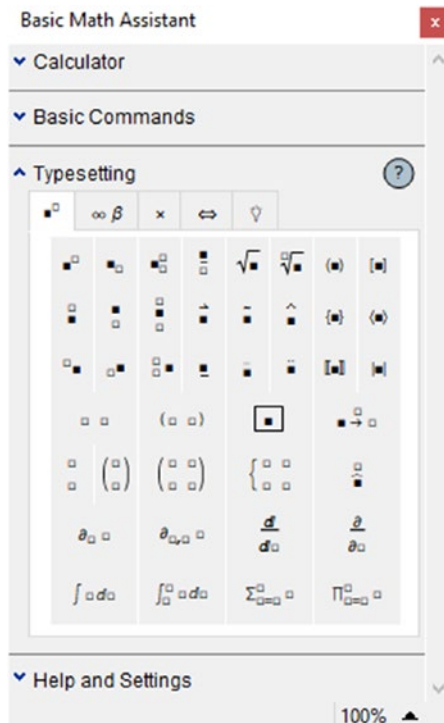 Basic Math Assistant x
Calculator
Basic Commands
Typesetting ?
■□ ∞ β × ⇔
■□ ■□ ■□□ ■/□ √■ □√■ (■) [■]
{■} ⟨■⟩
□■ □■ □□■ ⟦■⟧ |■|
□ □ (□ □) ■ ■→□
∂□ □ ∂□,□ □ d/d□ ∂/∂□
∫□d□ ∫□□ □d□ Σ□□=□ □ Π□□=□ □
Help and Settings
100%